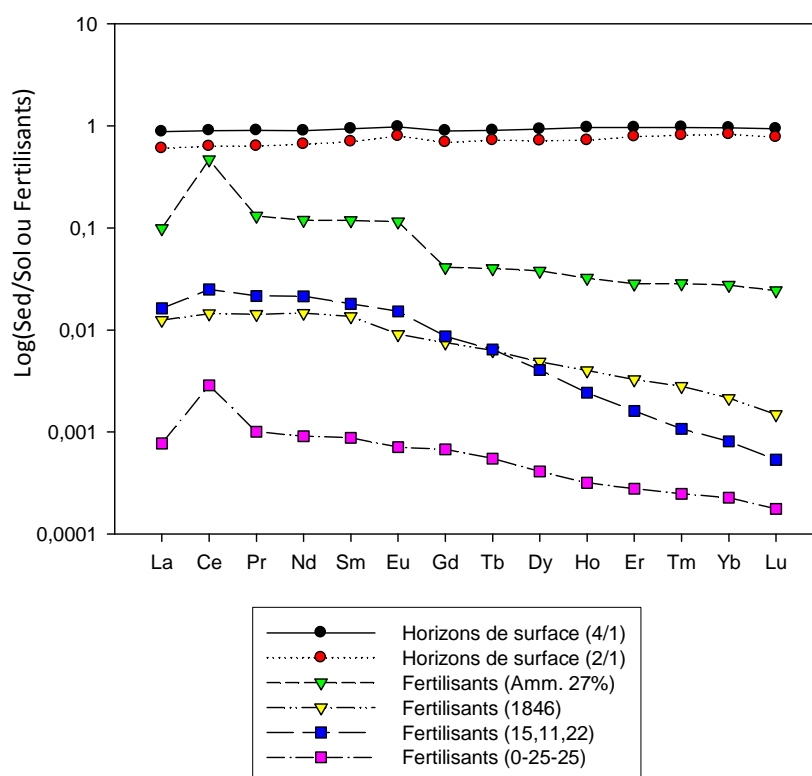 Log(Sed/Sol ou Fertilisants)
10
1
0,1
0,01
0,001
0,0001
La Ce Pr Nd Sm Eu Gd Tb Dy Ho Er Tm Yb Lu
Horizons de surface (4/1)
Horizons de surface (2/1)
Fertilisants (Amm. 27%)
Fertilisants (1846)
Fertilisants (15,11,22)
Fertilisants (0-25-25)